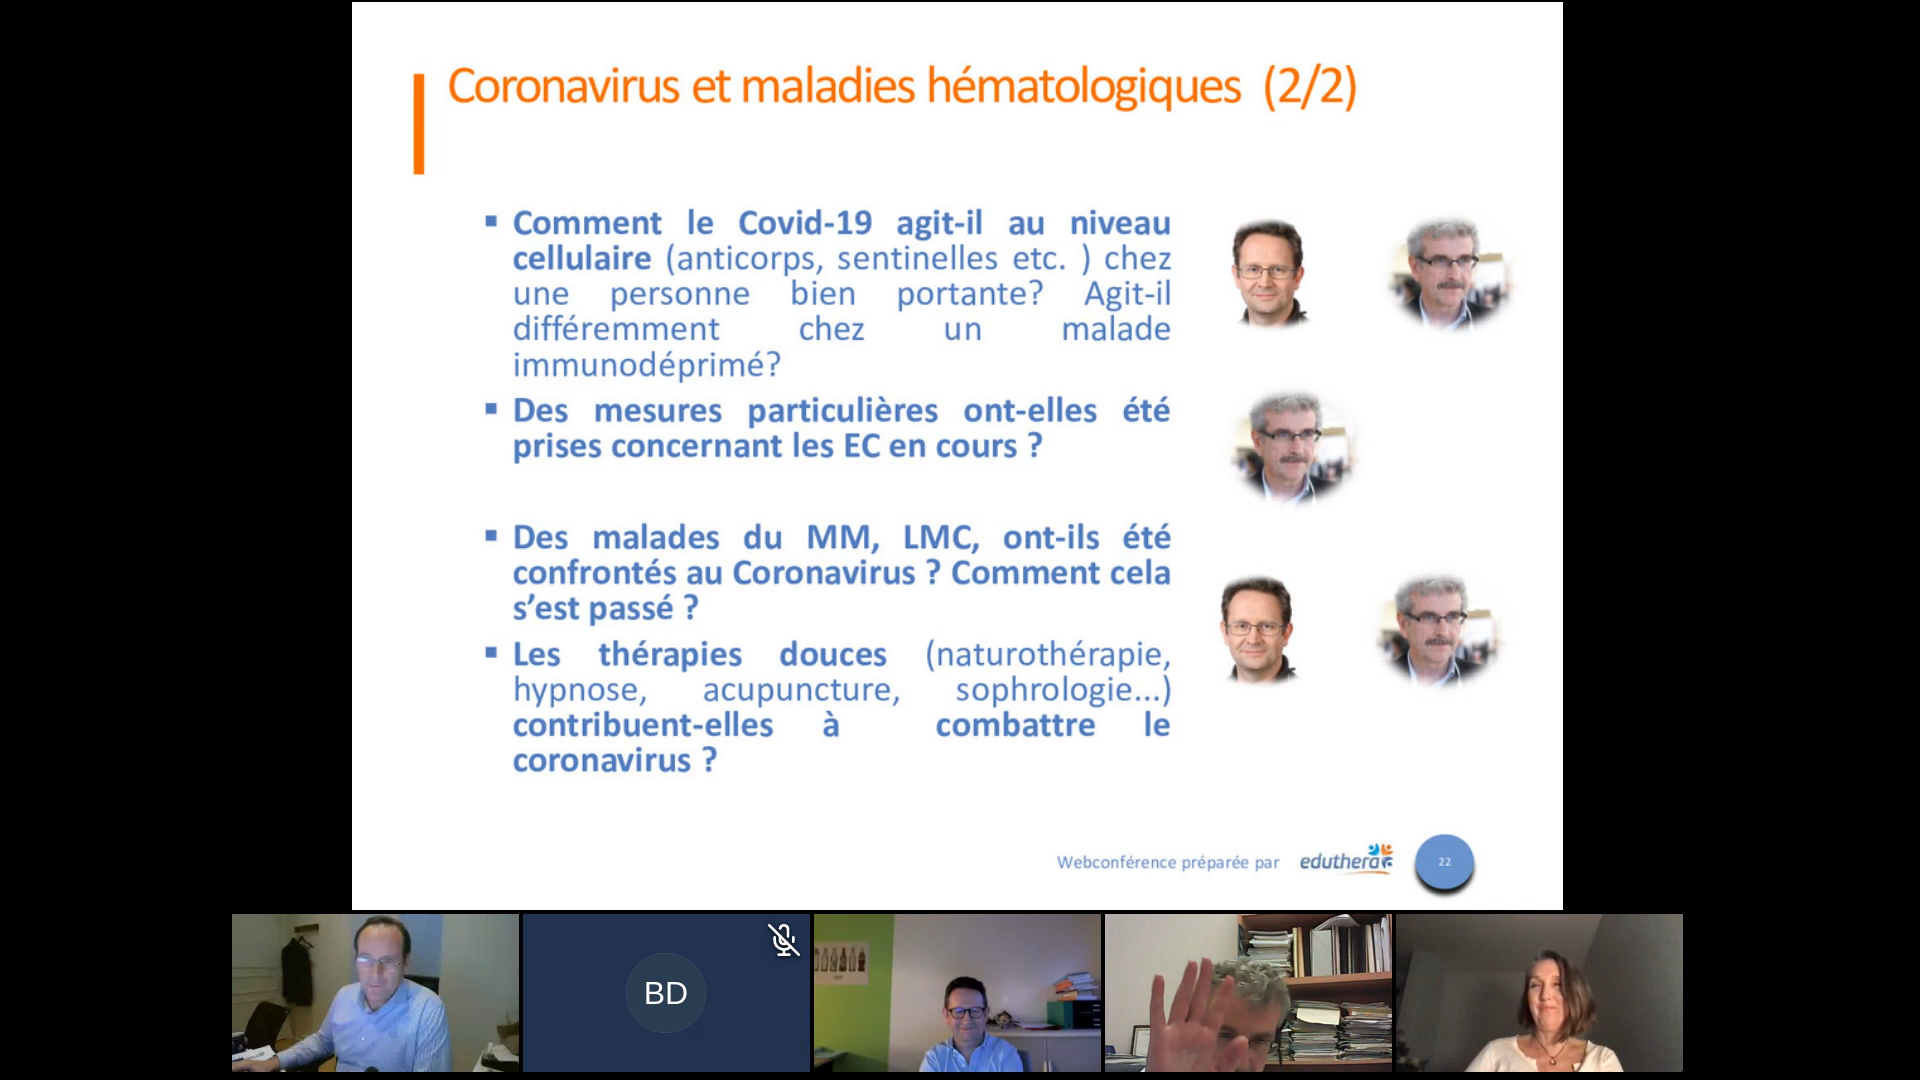 Coronavirus et maladies hématologiques (2/2)
▪ Comment le Covid-19 agit-il au niveau
cellulaire (anticorps, sentinelles etc. ) chez
une personne bien portante? Agit-il
différemment chez un malade
immunodéprimé?
▪ Des mesures particulières ont-elles été
prises concernant les EC en cours ?
▪ Des malades du MM, LMC, ont-ils été
confrontés au Coronavirus ? Comment cela
s’est passé ?
▪ Les thérapies douces (naturothérapie,
hypnose, acupuncture, sophrologie...)
contribuent-elles à combattre le
coronavirus ?
Webconférence préparée par eduthera 22
BD